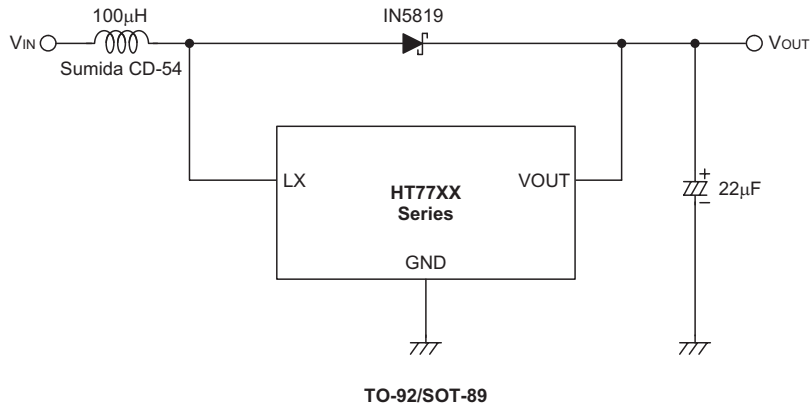 100μH
IN5819
VIN
VOUT
Sumida CD-54
LX
VOUT
HT77XX
Series
+
22μF
−
GND
TO-92/SOT-89